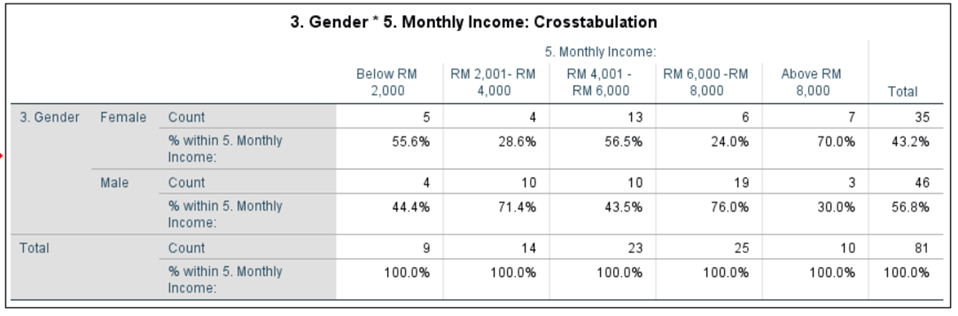 3. Gender * 5. Monthly Income: Crosstabulation
5. Monthly Income:
Below RM 2,000 RM 2,001- RM 4,000 RM 4,001 - RM 6,000 RM 6,000 -RM 8,000 Above RM 8,000 Total
3. Gender Female Count 5 4 13 6 7 35
% within 5. Monthly Income: 55.6% 28.6% 56.5% 24.0% 70.0% 43.2%
Male Count 4 10 10 19 3 46
% within 5. Monthly Income: 44.4% 71.4% 43.5% 76.0% 30.0% 56.8%
Total Count 9 14 23 25 10 81
% within 5. Monthly Income: 100.0% 100.0% 100.0% 100.0% 100.0% 100.0%